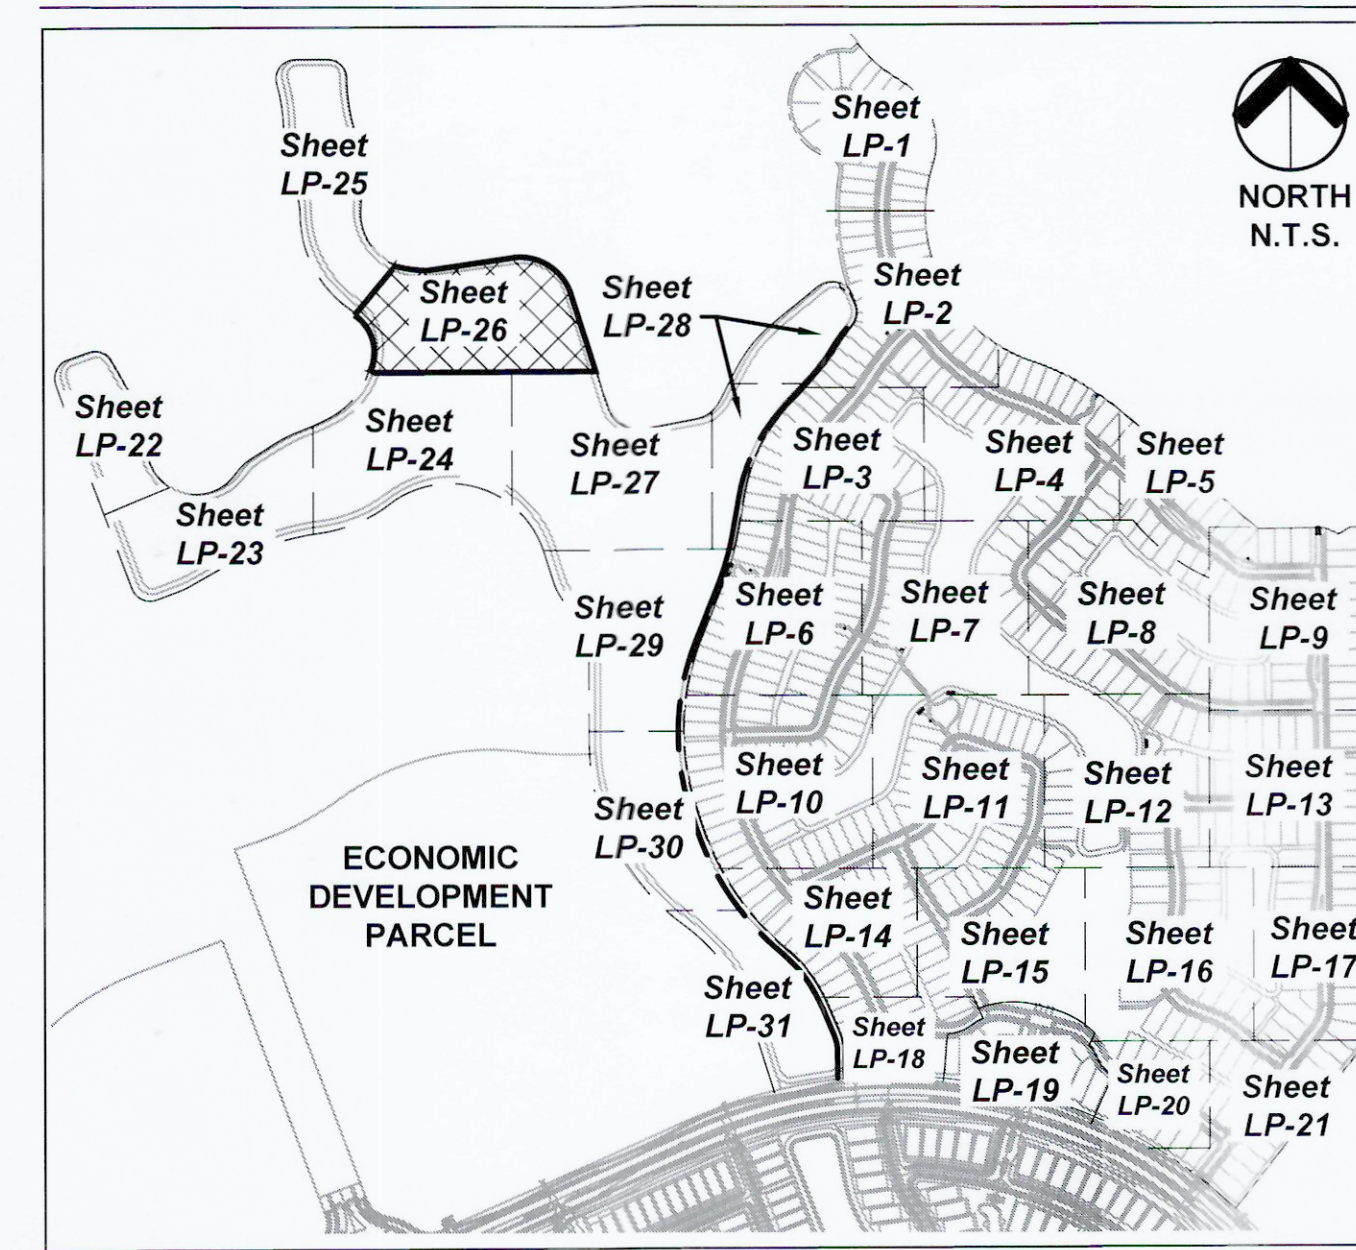 Sheet
LP-1
Sheet
LP-25
NORTH
N.T.S.
Sheet
LP-26
Sheet
LP-28
Sheet
LP-2
Sheet
LP-22
Sheet
LP-24
Sheet
LP-27
Sheet
LP-3
Sheet
LP-4
Sheet
LP-5
Sheet
LP-23
Sheet
LP-29
Sheet
LP-6
Sheet
LP-7
Sheet
LP-8
Sheet
LP-9
Sheet
LP-30
Sheet
LP-10
Sheet
LP-11
Sheet
LP-12
Sheet
LP-13
ECONOMIC
DEVELOPMENT
PARCEL
Sheet
LP-14
Sheet
LP-15
Sheet
LP-16
Sheet
LP-17
Sheet
LP-31
Sheet
LP-18
Sheet
LP-19
Sheet
LP-20
Sheet
LP-21